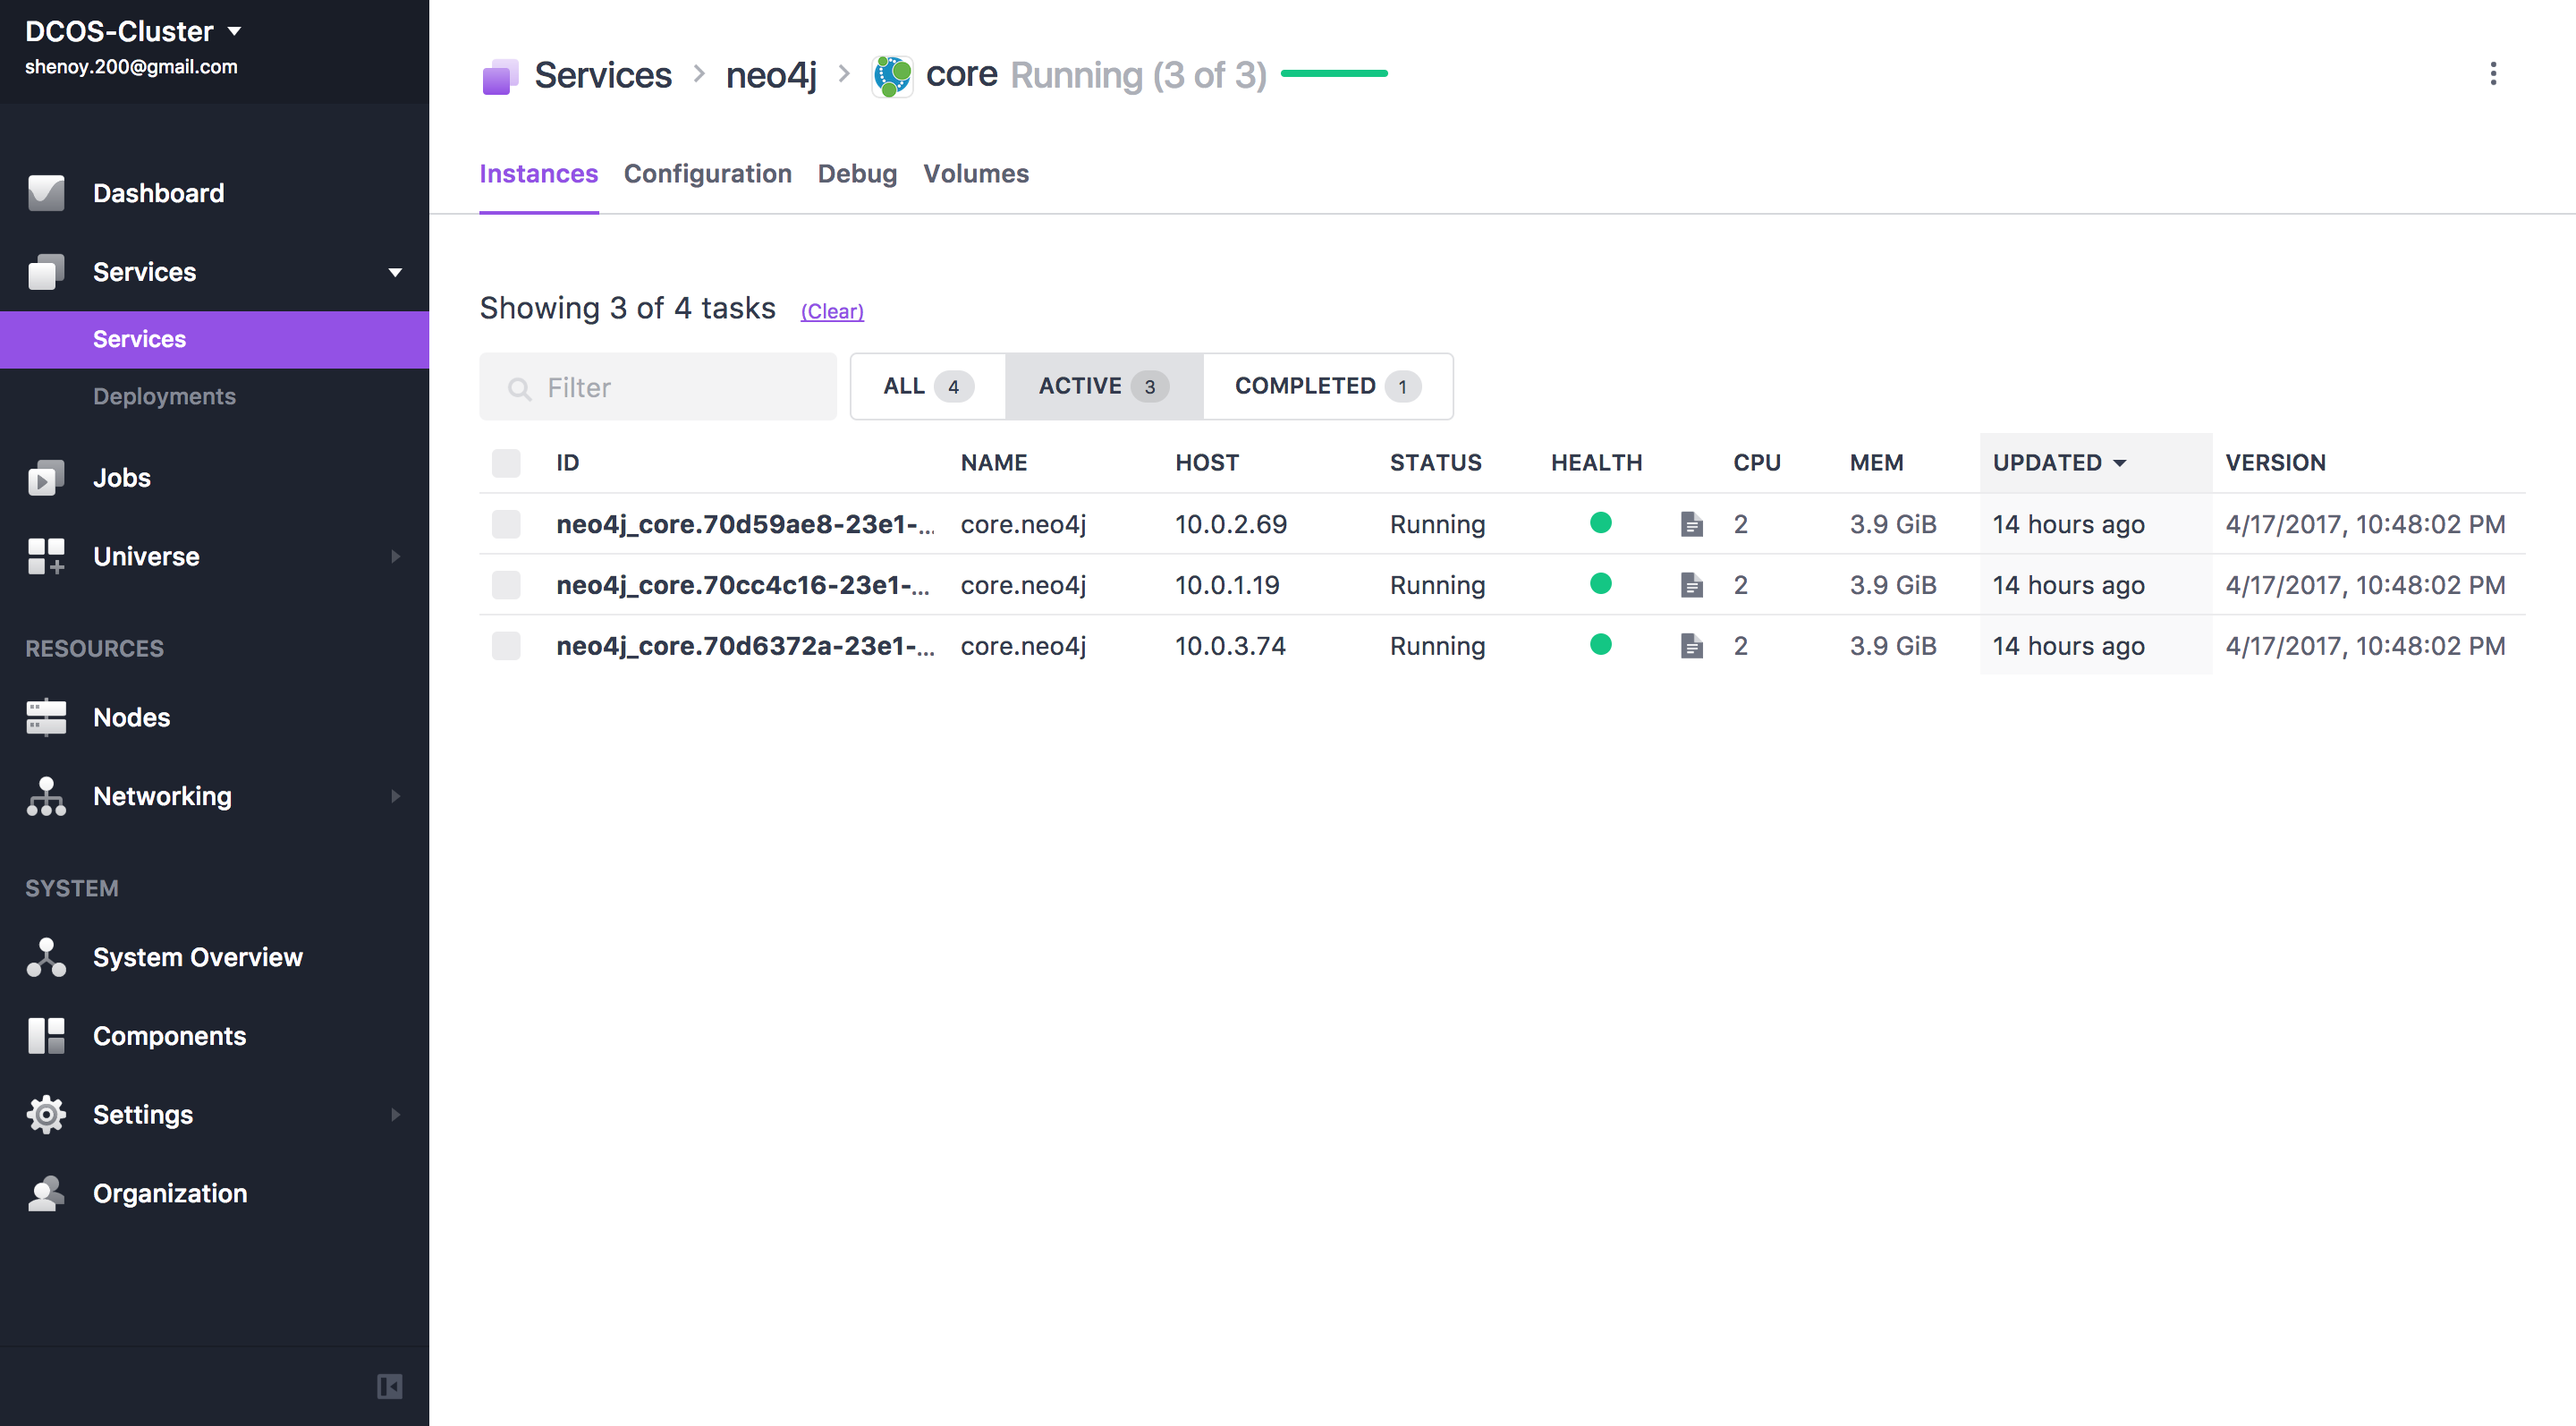 DCOS-Cluster
shenoy.200@gmail.com
Dashboard
Services
Services
Deployments
Jobs
Universe
RESOURCES
Nodes
Networking
SYSTEM
System Overview
Components
Settings
Organization
Services > neo4j > core Running (3 of 3)
Instances Configuration Debug Volumes
Showing 3 of 4 tasks (Clear)
Filter ALL 4 ACTIVE 3 COMPLETED 1
ID NAME HOST STATUS HEALTH CPU MEM UPDATED VERSION
neo4j_core.70d59ae8-23e1-... core.neo4j 10.0.2.69 Running 2 3.9 GiB 14 hours ago 4/17/2017, 10:48:02 PM
neo4j_core.70cc4c16-23e1-... core.neo4j 10.0.1.19 Running 2 3.9 GiB 14 hours ago 4/17/2017, 10:48:02 PM
neo4j_core.70d6372a-23e1-... core.neo4j 10.0.3.74 Running 2 3.9 GiB 14 hours ago 4/17/2017, 10:48:02 PM